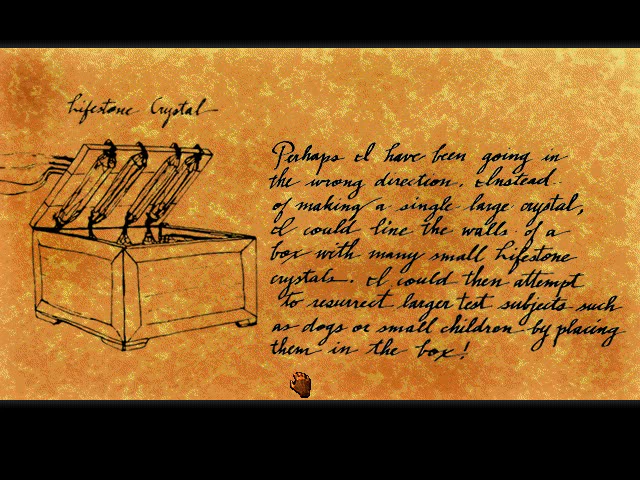 Lifestone Crystal
Perhaps I have been going in
the wrong direction. Instead
of making a single large crystal,
I could line the walls of a
box with many small Lifestone
crystals. I could then attempt
to resurrect larger test subjects such
as dogs or small children by placing
them in the box!